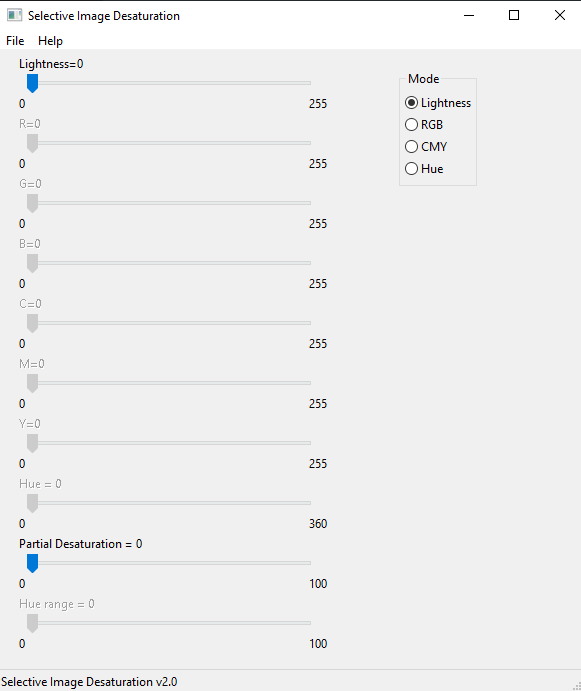 Selective Image Desaturation
File Help
Lightness=0
0 255
R=0
0 255
G=0
0 255
B=0
0 255
C=0
0 255
M=0
0 255
Y=0
0 255
Hue = 0
0 360
Partial Desaturation = 0
0 100
Hue range = 0
0 100
Mode
Lightness
RGB
CMY
Hue
Selective Image Desaturation v2.0